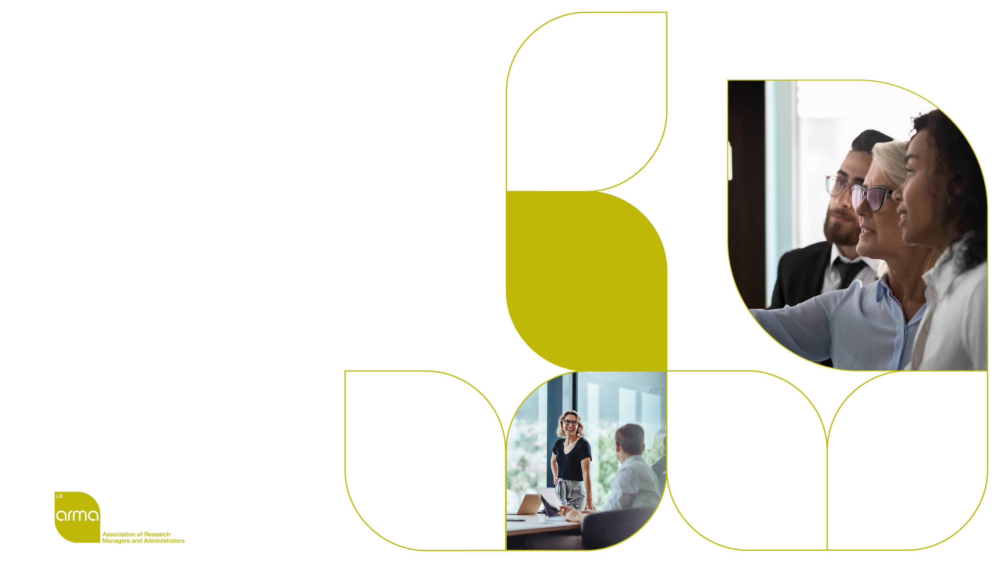 uk
arma
Association of Research
Managers and Administrators